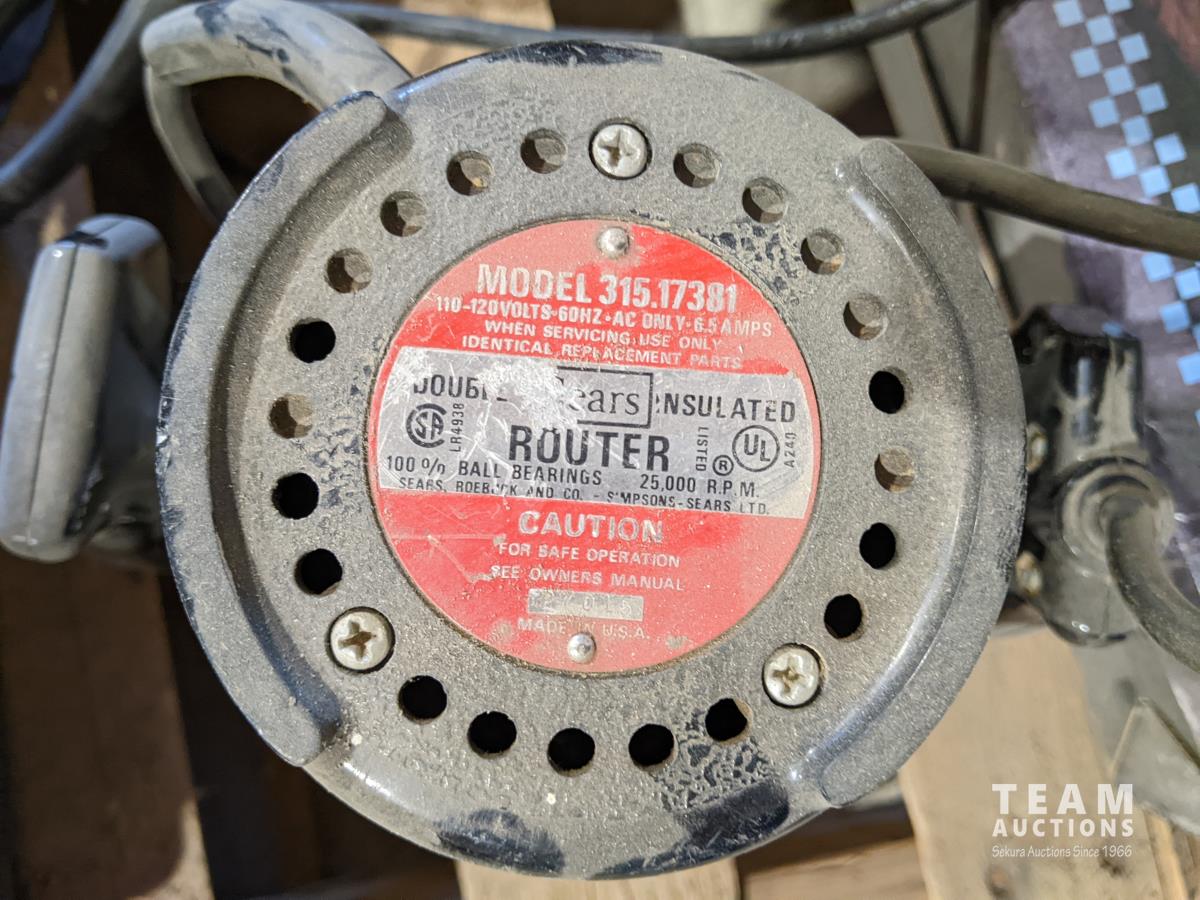 MODEL 315.17381
110-120VOLTS·60HZ·AC ONLY·6.5AMPS
WHEN SERVICING USE ONLY
IDENTICAL REPLACEMENT PARTS
Sears
INSULATED
LR4938
ROUTER
LISTED
®
UL
A240
100% BALL BEARINGS 25,000 R.P.M.
SEARS, ROEBUCK AND CO. - SIMPSONS-SEARS LTD.
CAUTION
FOR SAFE OPERATION
SEE OWNERS MANUAL
MADE IN U.S.A.
TEAM
AUCTIONS
Sekura Auctions Since 1966